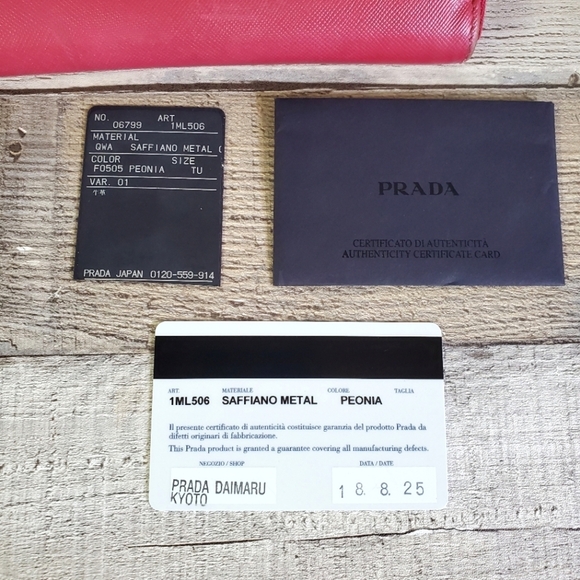 NO. ART
06799 1ML506
MATERIAL
QWA SAFFIANO METAL (
COLOR SIZE
F0505 PEONIA TU
VAR. 01
牛革
PRADA JAPAN 0120-559-914
PRADA
CERTIFICATO DI AUTENTICITÀ
AUTHENTICITY CERTIFICATE CARD
ART. MATERIALE COLORE TAGLIA
1ML506 SAFFIANO METAL PEONIA
Il presente certificato di autenticità costituisce garanzia del prodotto Prada da
difetti originari di fabbricazione.
This Prada product is granted a guarantee covering all manufacturing defects.
NEGOZIO / SHOP DATA / DATE
PRADA DAIMARU
KYOTO
18. 8. 25